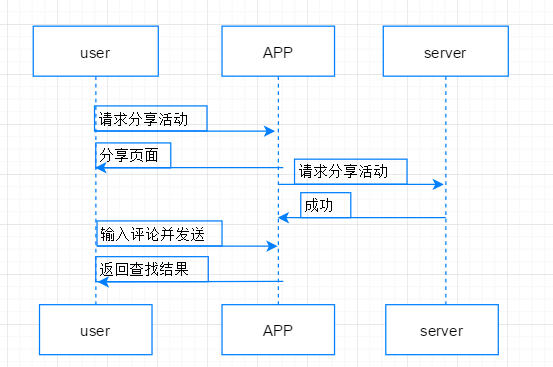 user
APP
server
请求分享活动
分享页面
请求分享活动
成功
输入评论并发送
返回查找结果
user
APP
server